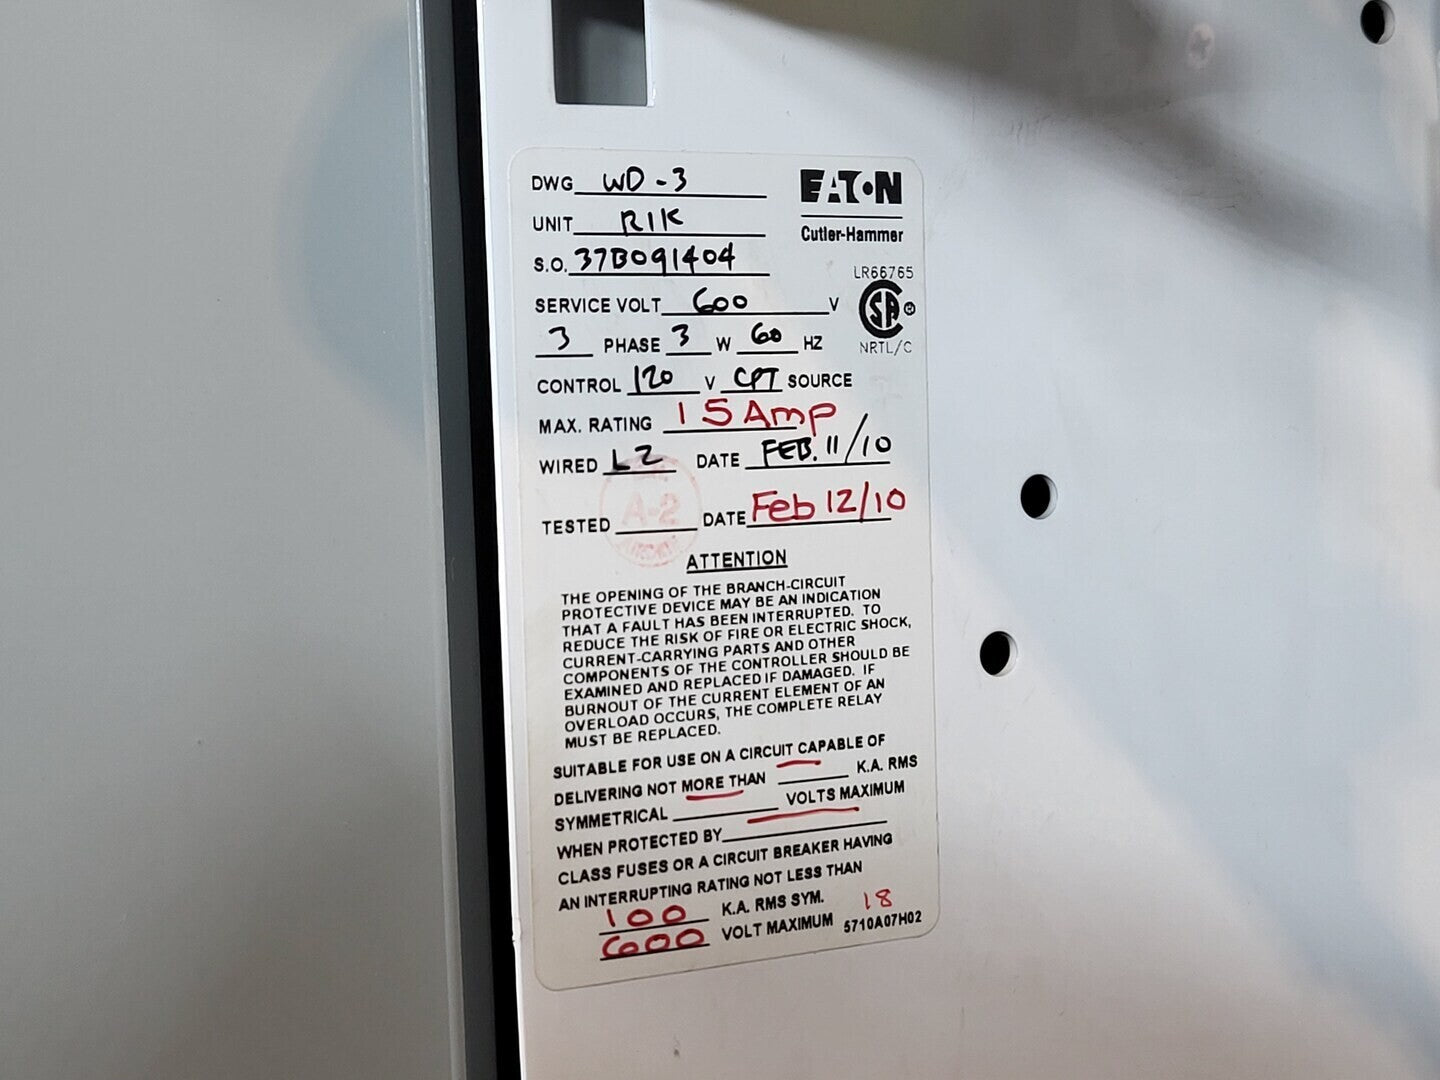 DWG WD-3
EATON
UNIT R1K
Cutler-Hammer
S.O. 37B091404
LR66765
SERVICE VOLT 600 V
3 PHASE 3 W 60 HZ
NRTL/C
CONTROL 120 V CPT SOURCE
MAX. RATING 15 Amp
WIRED LZ DATE FEB. 11/10
A-2
TESTED DATE Feb 12/10
ATTENTION
THE OPENING OF THE BRANCH-CIRCUIT
PROTECTIVE DEVICE MAY BE AN INDICATION
THAT A FAULT HAS BEEN INTERRUPTED. TO
REDUCE THE RISK OF FIRE OR ELECTRIC SHOCK,
CURRENT-CARRYING PARTS AND OTHER
COMPONENTS OF THE CONTROLLER SHOULD BE
EXAMINED AND REPLACED IF DAMAGED. IF
BURNOUT OF THE CURRENT ELEMENT OF AN
OVERLOAD OCCURS, THE COMPLETE RELAY
MUST BE REPLACED.
SUITABLE FOR USE ON A CIRCUIT CAPABLE OF
DELIVERING NOT MORE THAN K.A. RMS
SYMMETRICAL VOLTS MAXIMUM
WHEN PROTECTED BY
CLASS FUSES OR A CIRCUIT BREAKER HAVING
AN INTERRUPTING RATING NOT LESS THAN
100 K.A. RMS SYM. 18
600 VOLT MAXIMUM 5710A07H02